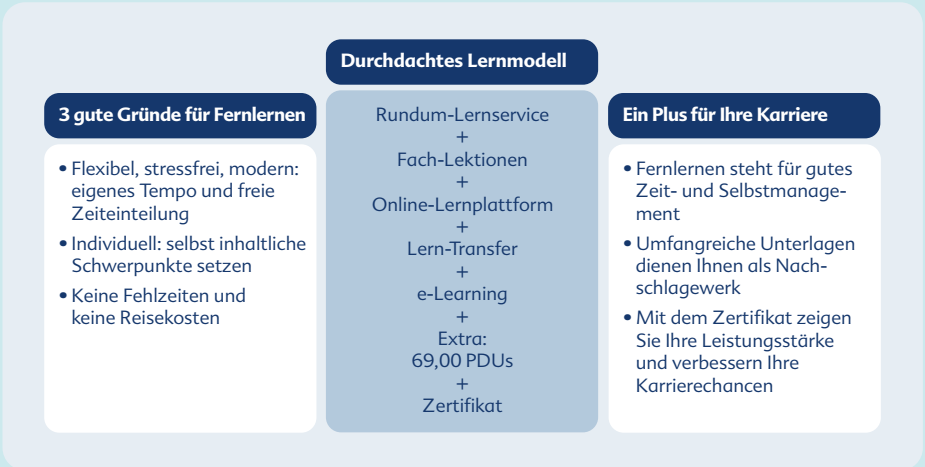 Durchdachtes Lernmodell
3 gute Gründe für Fernlernen
• Flexibel, stressfrei, modern:
eigenes Tempo und freie
Zeiteinteilung
• Individuell: selbst inhaltliche
Schwerpunkte setzen
• Keine Fehlzeiten und
keine Reisekosten
Rundum-Lernservice
+
Fach-Lektionen
+
Online-Lernplattform
+
Lern-Transfer
+
e-Learning
+
Extra:
69,00 PDUs
+
Zertifikat
Ein Plus für Ihre Karriere
• Fernlernen steht für gutes
Zeit- und Selbstmanage-
ment
• Umfangreiche Unterlagen
dienen Ihnen als Nach-
schlagewerk
• Mit dem Zertifikat zeigen
Sie Ihre Leistungsstärke
und verbessern Ihre
Karrierechancen